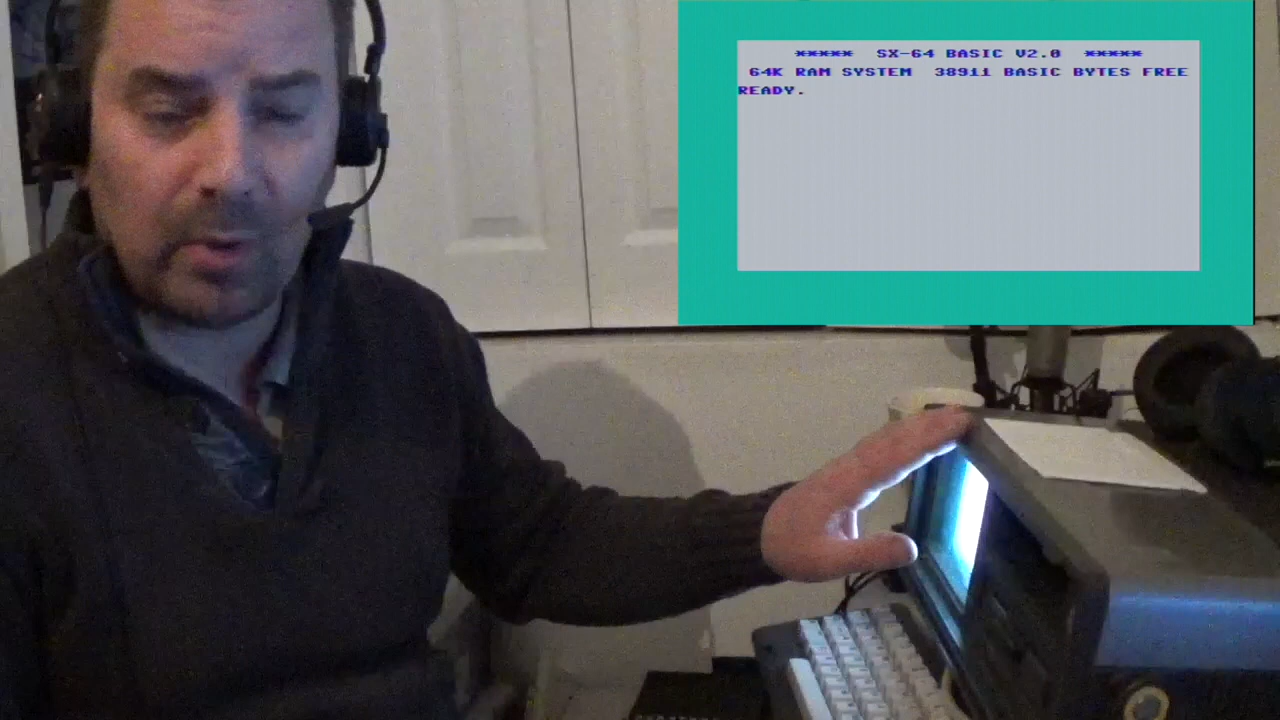 ***** SX-64 BASIC V2.0 *****
64K RAM SYSTEM 38911 BASIC BYTES FREE
READY.